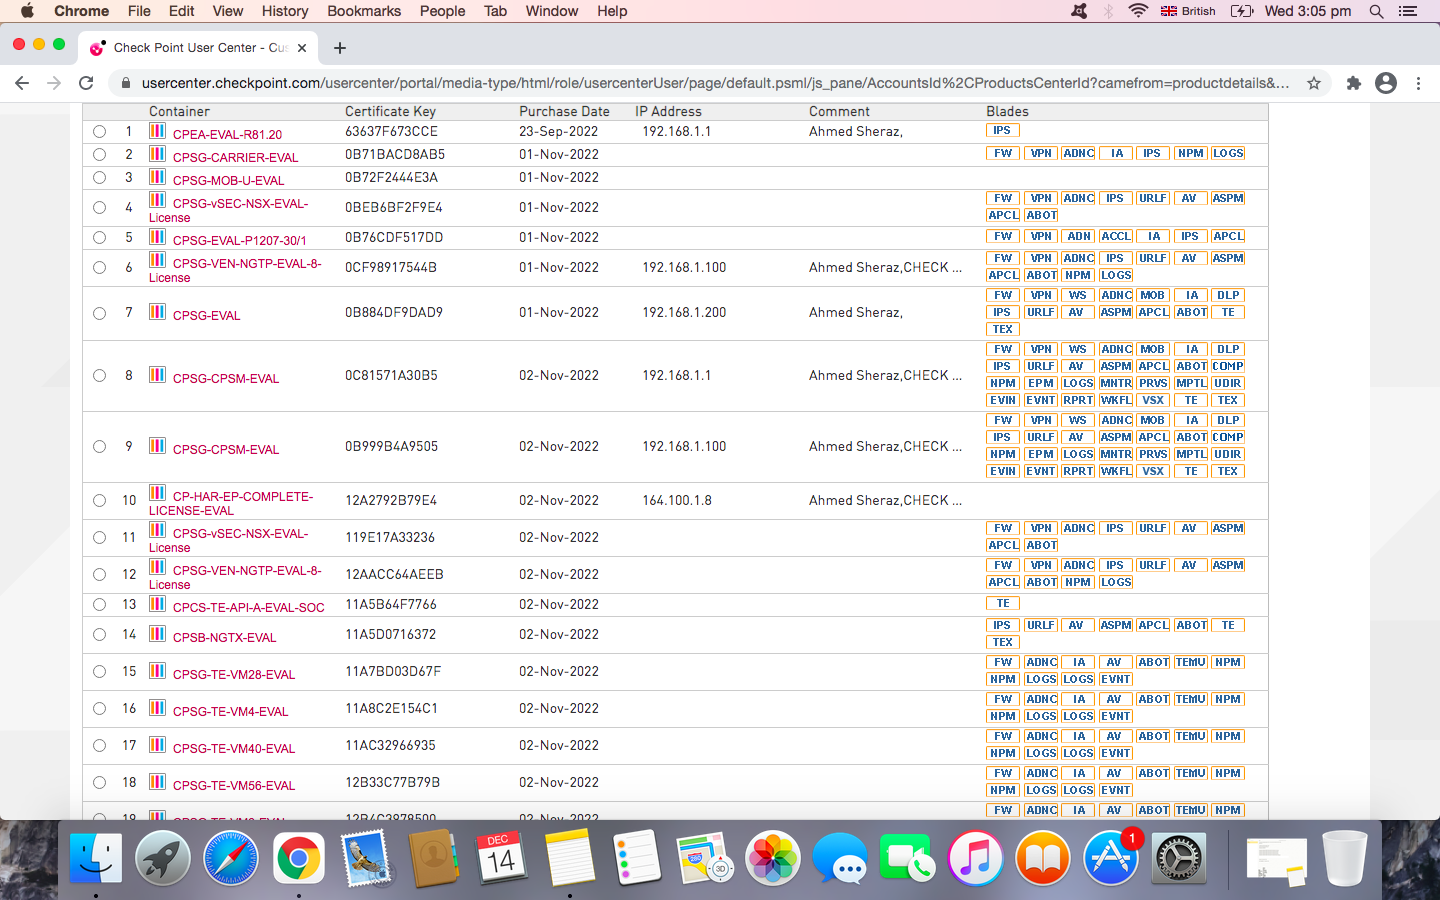 Chrome File Edit View History Bookmarks People Tab Window Help British Wed 3:05 pm
Check Point User Center - Cus
usercenter.checkpoint.com/usercenter/portal/media-type/html/role/usercenterUser/page/default.psml/js_pane/AccountsId%2CProductsCenterId?camefrom=productdetails&...
Container Certificate Key Purchase Date IP Address Comment Blades
1 CPEA-EVAL-R81.20 63637F673CCE 23-Sep-2022 192.168.1.1 Ahmed Sheraz, IPS
2 CPSG-CARRIER-EVAL 0B71BACD8AB5 01-Nov-2022 FW VPN ADNC IA IPS NPM LOGS
3 CPSG-MOB-U-EVAL 0B72F2444E3A 01-Nov-2022
FW VPN ADNC IPS URLF AV ASPM
4 CPSG-vSEC-NSX-EVAL-License 0BEB6BF2F9E4 01-Nov-2022
APCL ABOT
5 CPSG-EVAL-P1207-30/1 0B76CDF517DD 01-Nov-2022 FW VPN ADN ACCL IA IPS APCL
6 CPSG-VEN-NGTP-EVAL-8-License 0CF98917544B 01-Nov-2022 192.168.1.100 Ahmed Sheraz,CHECK ... FW VPN ADNC IPS URLF AV ASPM
APCL ABOT NPM LOGS
FW VPN WS ADNC MOB IA DLP
7 CPSG-EVAL 0B884DF9DAD9 01-Nov-2022 192.168.1.200 Ahmed Sheraz, IPS URLF AV ASPM APCL ABOT TE
TEX
FW VPN WS ADNC MOB IA DLP
IPS URLF AV ASPM APCL ABOT COMP
8 CPSG-CPSM-EVAL 0C81571A30B5 02-Nov-2022 192.168.1.1 Ahmed Sheraz,CHECK ... NPM EPM LOGS MNTR PRVS MPTL UDIR
EVIN EVNT RPRT WKFL VSX TE TEX
FW VPN WS ADNC MOB IA DLP
IPS URLF AV ASPM APCL ABOT COMP
9 CPSG-CPSM-EVAL 0B999B4A9505 02-Nov-2022 192.168.1.100 Ahmed Sheraz,CHECK ... NPM EPM LOGS MNTR PRVS MPTL UDIR
EVIN EVNT RPRT WKFL VSX TE TEX
10 CP-HAR-EP-COMPLETE-LICENSE-EVAL 12A2792B79E4 02-Nov-2022 164.100.1.8 Ahmed Sheraz,CHECK ...
11 CPSG-vSEC-NSX-EVAL-License 119E17A33236 02-Nov-2022 FW VPN ADNC IPS URLF AV ASPM
APCL ABOT
12 CPSG-VEN-NGTP-EVAL-8-License 12AACC64AEEB 02-Nov-2022 FW VPN ADNC IPS URLF AV ASPM
APCL ABOT NPM LOGS
13 CPCS-TE-API-A-EVAL-SOC 11A5B64F7766 02-Nov-2022 TE
14 CPSB-NGTX-EVAL 11A5D0716372 02-Nov-2022 IPS URLF AV ASPM APCL ABOT TE
TEX
15 CPSG-TE-VM28-EVAL 11A7BD03D67F 02-Nov-2022 FW ADNC IA AV ABOT TEMU NPM
NPM LOGS LOGS EVNT
16 CPSG-TE-VM4-EVAL 11A8C2E154C1 02-Nov-2022 FW ADNC IA AV ABOT TEMU NPM
NPM LOGS LOGS EVNT
17 CPSG-TE-VM40-EVAL 11AC32966935 02-Nov-2022 FW ADNC IA AV ABOT TEMU NPM
NPM LOGS LOGS EVNT
18 CPSG-TE-VM56-EVAL 12B33C77B79B 02-Nov-2022 FW ADNC IA AV ABOT TEMU NPM
NPM LOGS LOGS EVNT
19 02-Nov-2022 FW ADNC IA AV ABOT TEMU NPM
DEC
14
280
3D
1